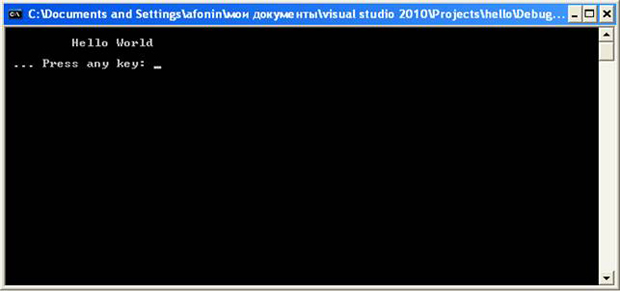 C:\Documents and Settings\afonin\мои документы\visual studio 2010\Projects\hello\Debug...
Hello World
... Press any key: _